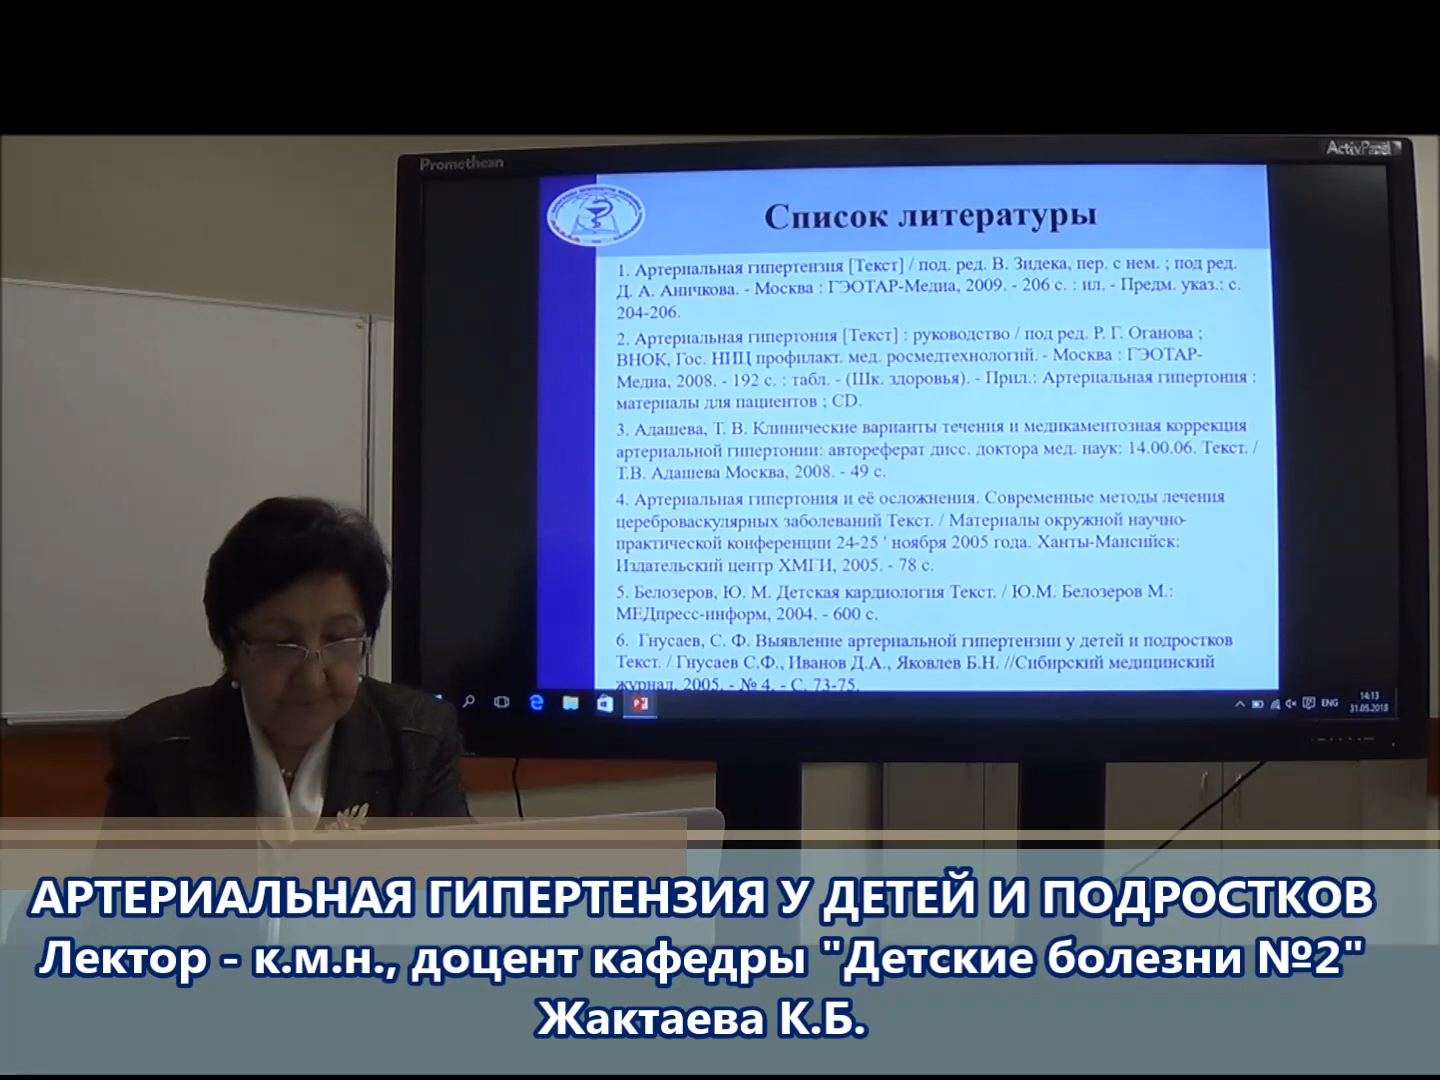 Promethean
ActivPanel
Список литературы
1. Артериальная гипертензия [Текст] / под. ред. В. Зидека, пер. с нем. ; под ред.
Д. А. Аничкова. - Москва : ГЭОТАР-Медиа, 2009. - 206 с. : ил. - Предм. указ.: с.
204-206.
2. Артериальная гипертония [Текст] : руководство / под ред. Р. Г. Оганова ;
ВНОК, Гос. НИЦ профилакт. мед. росмедтехнологий. - Москва : ГЭОТАР-
Медиа, 2008. - 192 с. : табл. - (Шк. здоровья). - Прил.: Артериальная гипертония :
материалы для пациентов ; CD.
3. Адашева, Т. В. Клинические варианты течения и медикаментозная коррекция
артериальной гипертонии: автореферат дисс. доктора мед. наук: 14.00.06. Текст. /
Т.В. Адашева Москва, 2008. - 49 с.
4. Артериальная гипертония и её осложнения. Современные методы лечения
цереброваскулярных заболеваний Текст. / Материалы окружной научно-
практической конференции 24-25 ' ноября 2005 года. Ханты-Мансийск:
Издательский центр ХМГИ, 2005. - 78 с.
5. Белозеров, Ю. М. Детская кардиология Текст. / Ю.М. Белозеров М.:
МЕДпресс-информ, 2004. - 600 с.
6. Гнусаев, С. Ф. Выявление артериальной гипертензии у детей и подростков
Текст. / Гнусаев С.Ф., Иванов Д.А., Яковлев Б.Н. //Сибирский медицинский
журнал. 2005. - № 4. - С. 73-75.
ENG
14:13
31.05.2018
АРТЕРИАЛЬНАЯ ГИПЕРТЕНЗИЯ У ДЕТЕЙ И ПОДРОСТКОВ
Лектор - к.м.н., доцент кафедры "Детские болезни №2"
Жактаева К.Б.